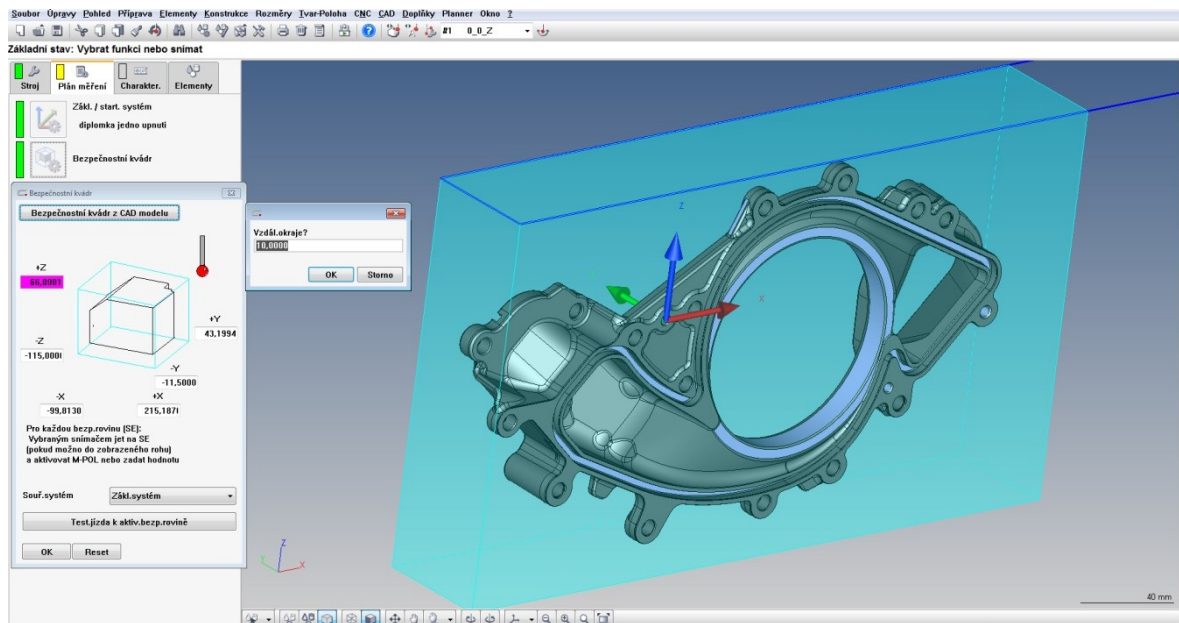 Soubor Úpravy Pohled Příprava Elementy Konstrukce Rozměry Tvar-Poloha CNC CAD Doplňky Planner Okno ?
#1 0_0_Z
Základní stav: Vybrat funkci nebo snímat
Stroj Plán měření Charakter. Elementy
Zákl. / start. systém
diplomka jedno upnuti
Bezpečnostní kvádr
Bezpečnostní kvádr
Bezpečnostní kvádr z CAD modelu
Vzdál.okraje?
10,0000
OK Storno
+Z
66,0001
+Y
43,1994
-Z
-115,000(
-Y
-11,5000
-X
-99,8130
+X
215,187(
Pro každou bezp.rovinu (SE):
Vybraným snímačem jet na SE
(pokud možno do zobrazeného rohu)
a aktivovat M-POL nebo zadat hodnotu
Souř.systém Zákl.systém
Test.jízda k aktiv.bezp.rovině
OK Reset
Z
X
Z
Y
X
40 mm